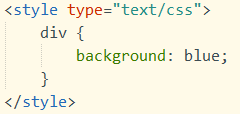 <style type="text/css">
    div {
        background: blue;
    }
</style>